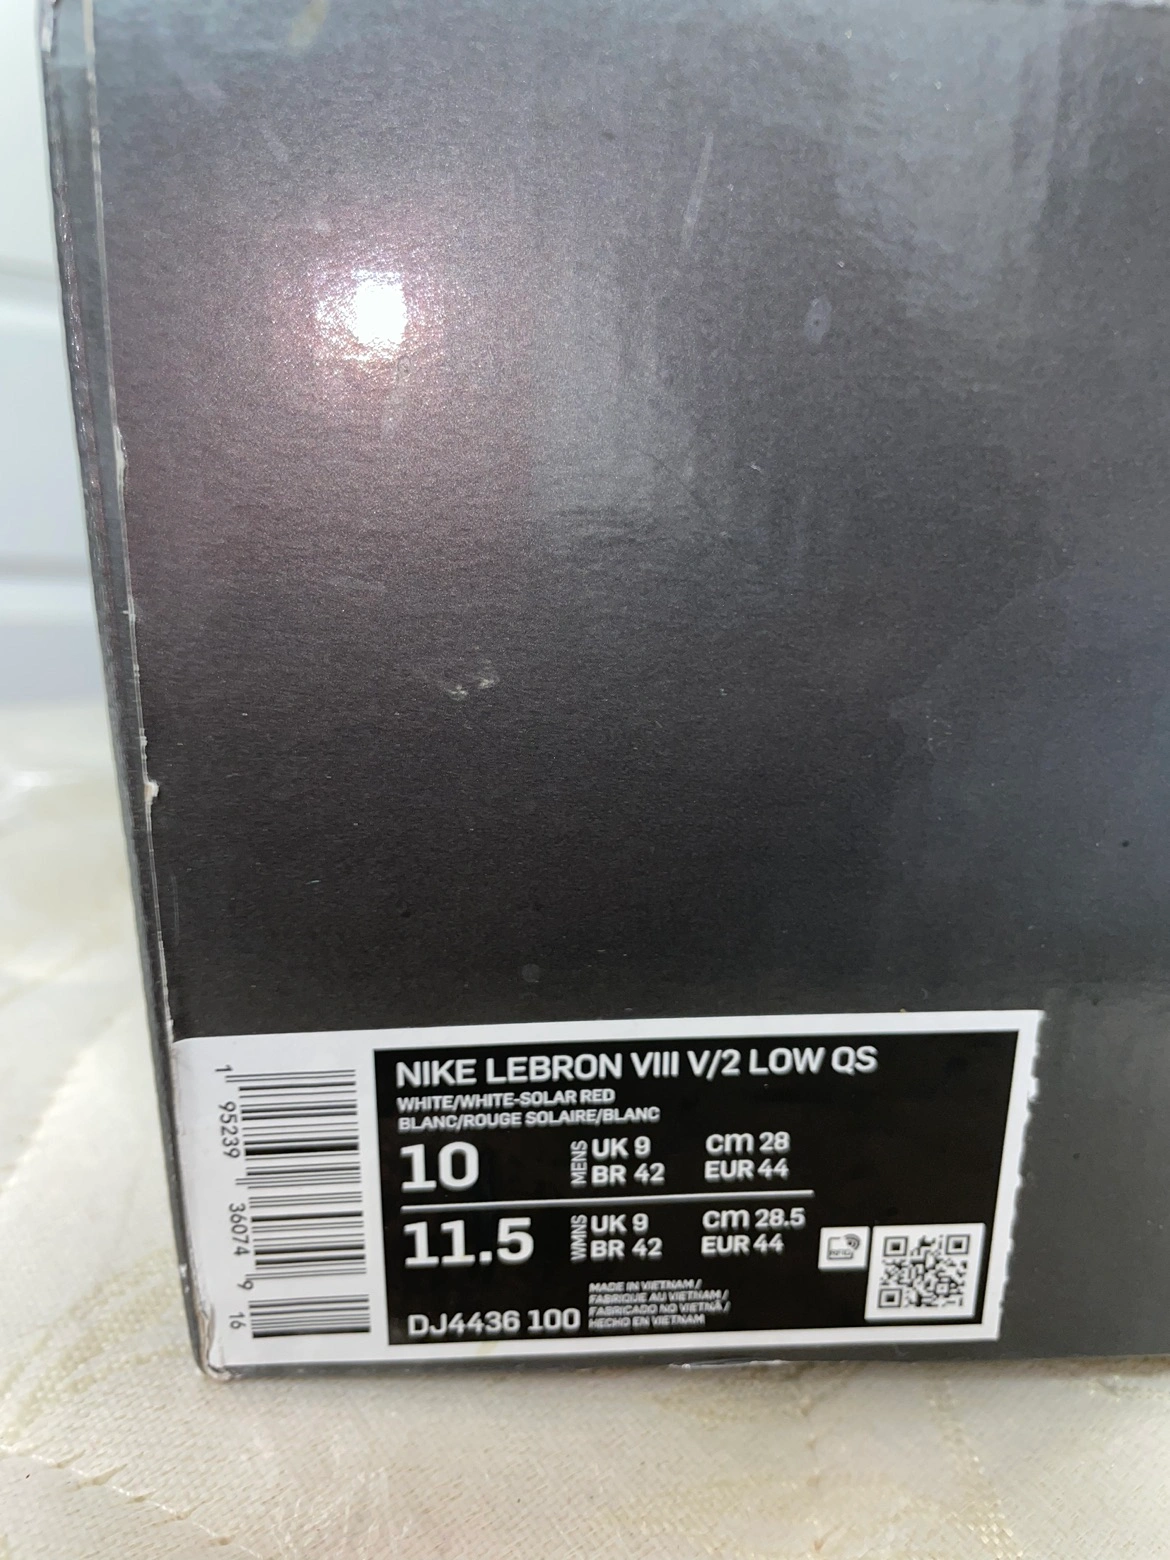 NIKE LEBRON VIII V/2 LOW QS
WHITE/WHITE-SOLAR RED
BLANC/ROUGE SOLAIRE/BLANC
10 MENS UK 9 cm 28
BR 42 EUR 44
11.5 WMNS UK 9 cm 28.5
BR 42 EUR 44
RFID
MADE IN VIETNAM /
FABRIQUE AU VIETNAM /
FABRICADO NO VIETNÃ /
HECHO EN VIETNAM
DJ4436 100
1 95239 36074 9 16